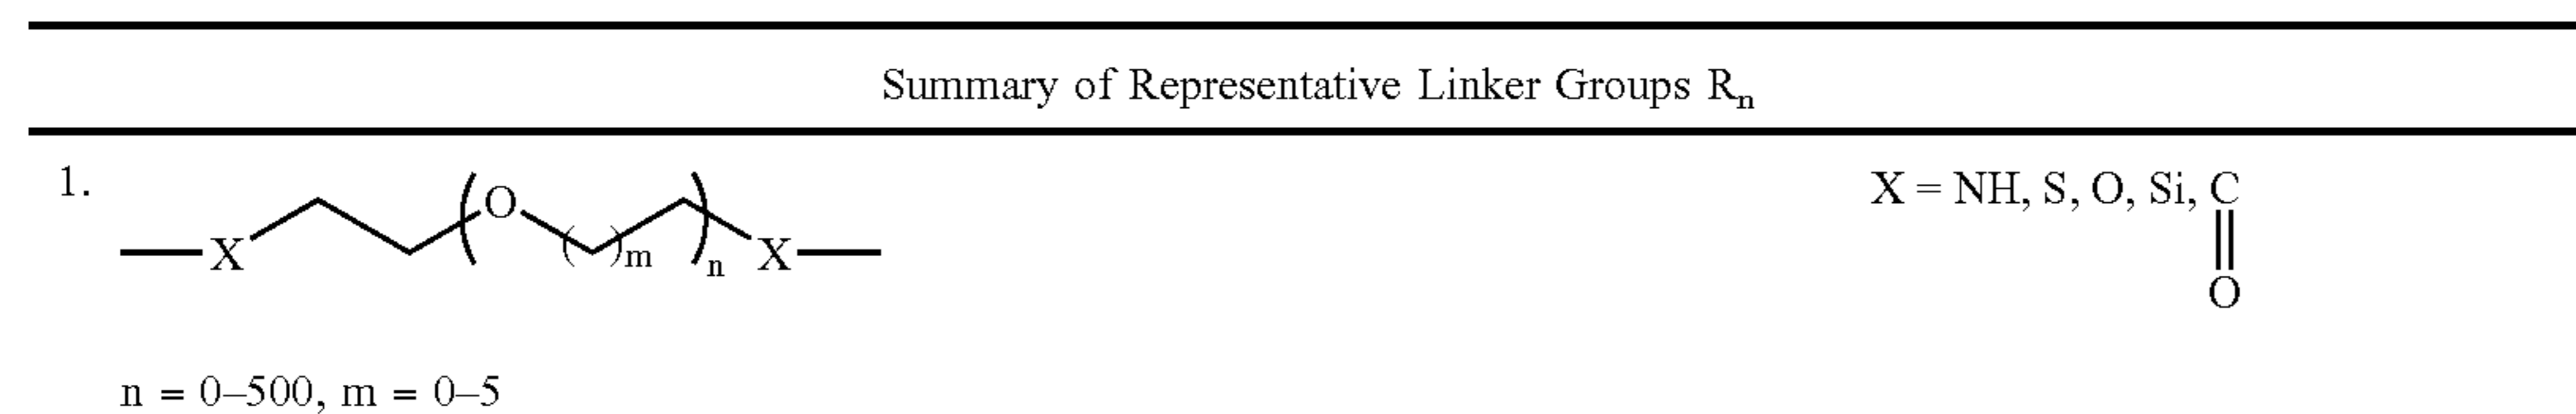 Summary of Representative Linker Groups Rn
1.
X O ( )m n X
X = NH, S, O, Si, C
O
n = 0–500, m = 0–5